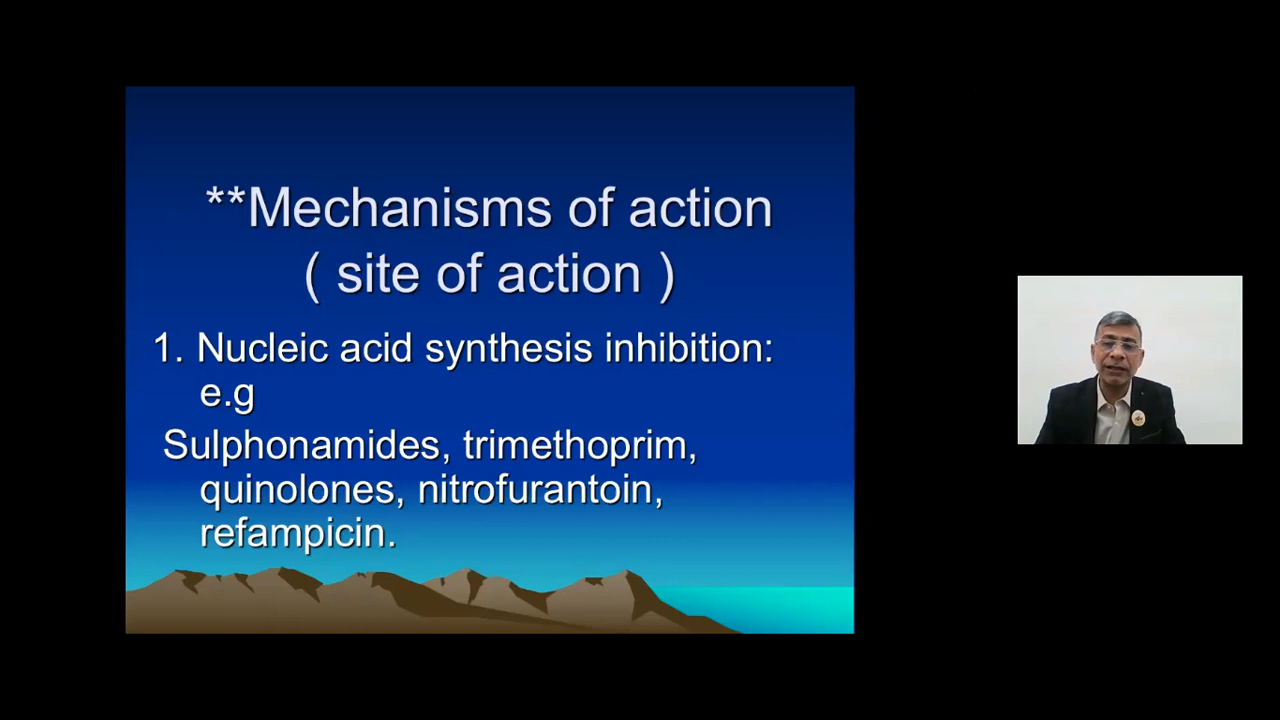 **Mechanisms of action
( site of action )
1. Nucleic acid synthesis inhibition:
e.g
Sulphonamides, trimethoprim,
quinolones, nitrofurantoin,
refampicin.